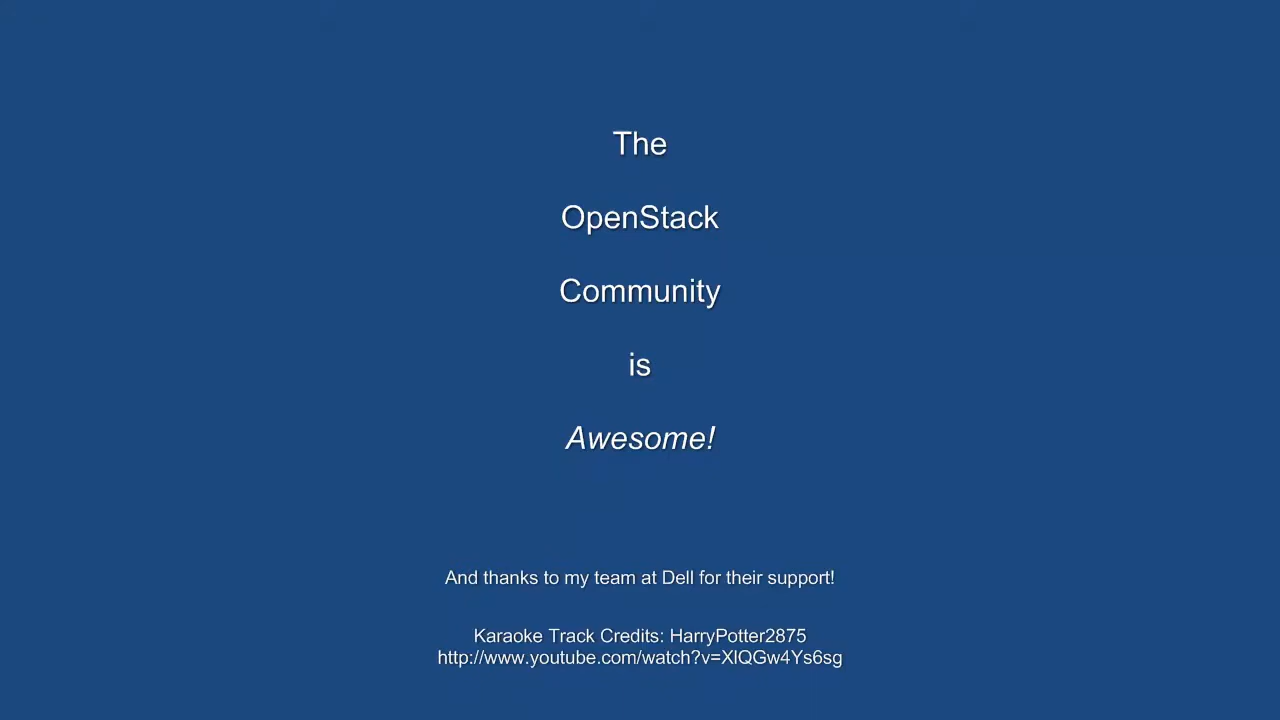 The
OpenStack
Community
is
Awesome!
And thanks to my team at Dell for their support!
Karaoke Track Credits: HarryPotter2875
http://www.youtube.com/watch?v=XlQGw4Ys6sg